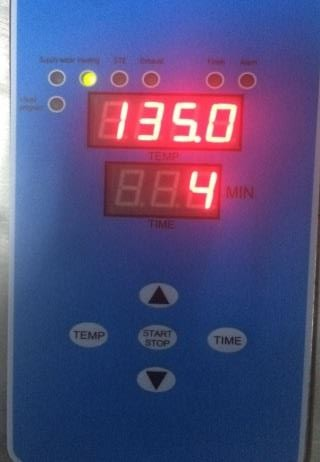 Supply water Heating STE Exhaust Finish Alarm
135.0
TEMP
4 MIN
TIME
TEMP START STOP TIME